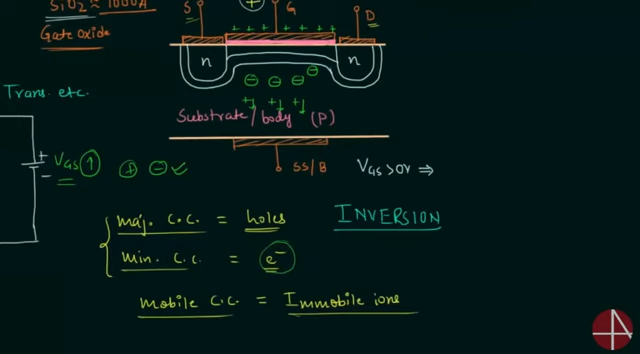 SiO2 ≈ 1000Å
Gate oxide
S
+
G
D
+ + + + + + + +
n
n
⊖ ⊖ ⊖ ⊖
+↓ +↓ +↓
Trans. etc.
Substrate/body (P)
+
VGS ↑
-
+ - ✓
SS/B
VGS > 0V ⇒
maj. C.C. = holes
INVERSION
min. C.C. = e-
mobile C.C. = Immobile ions